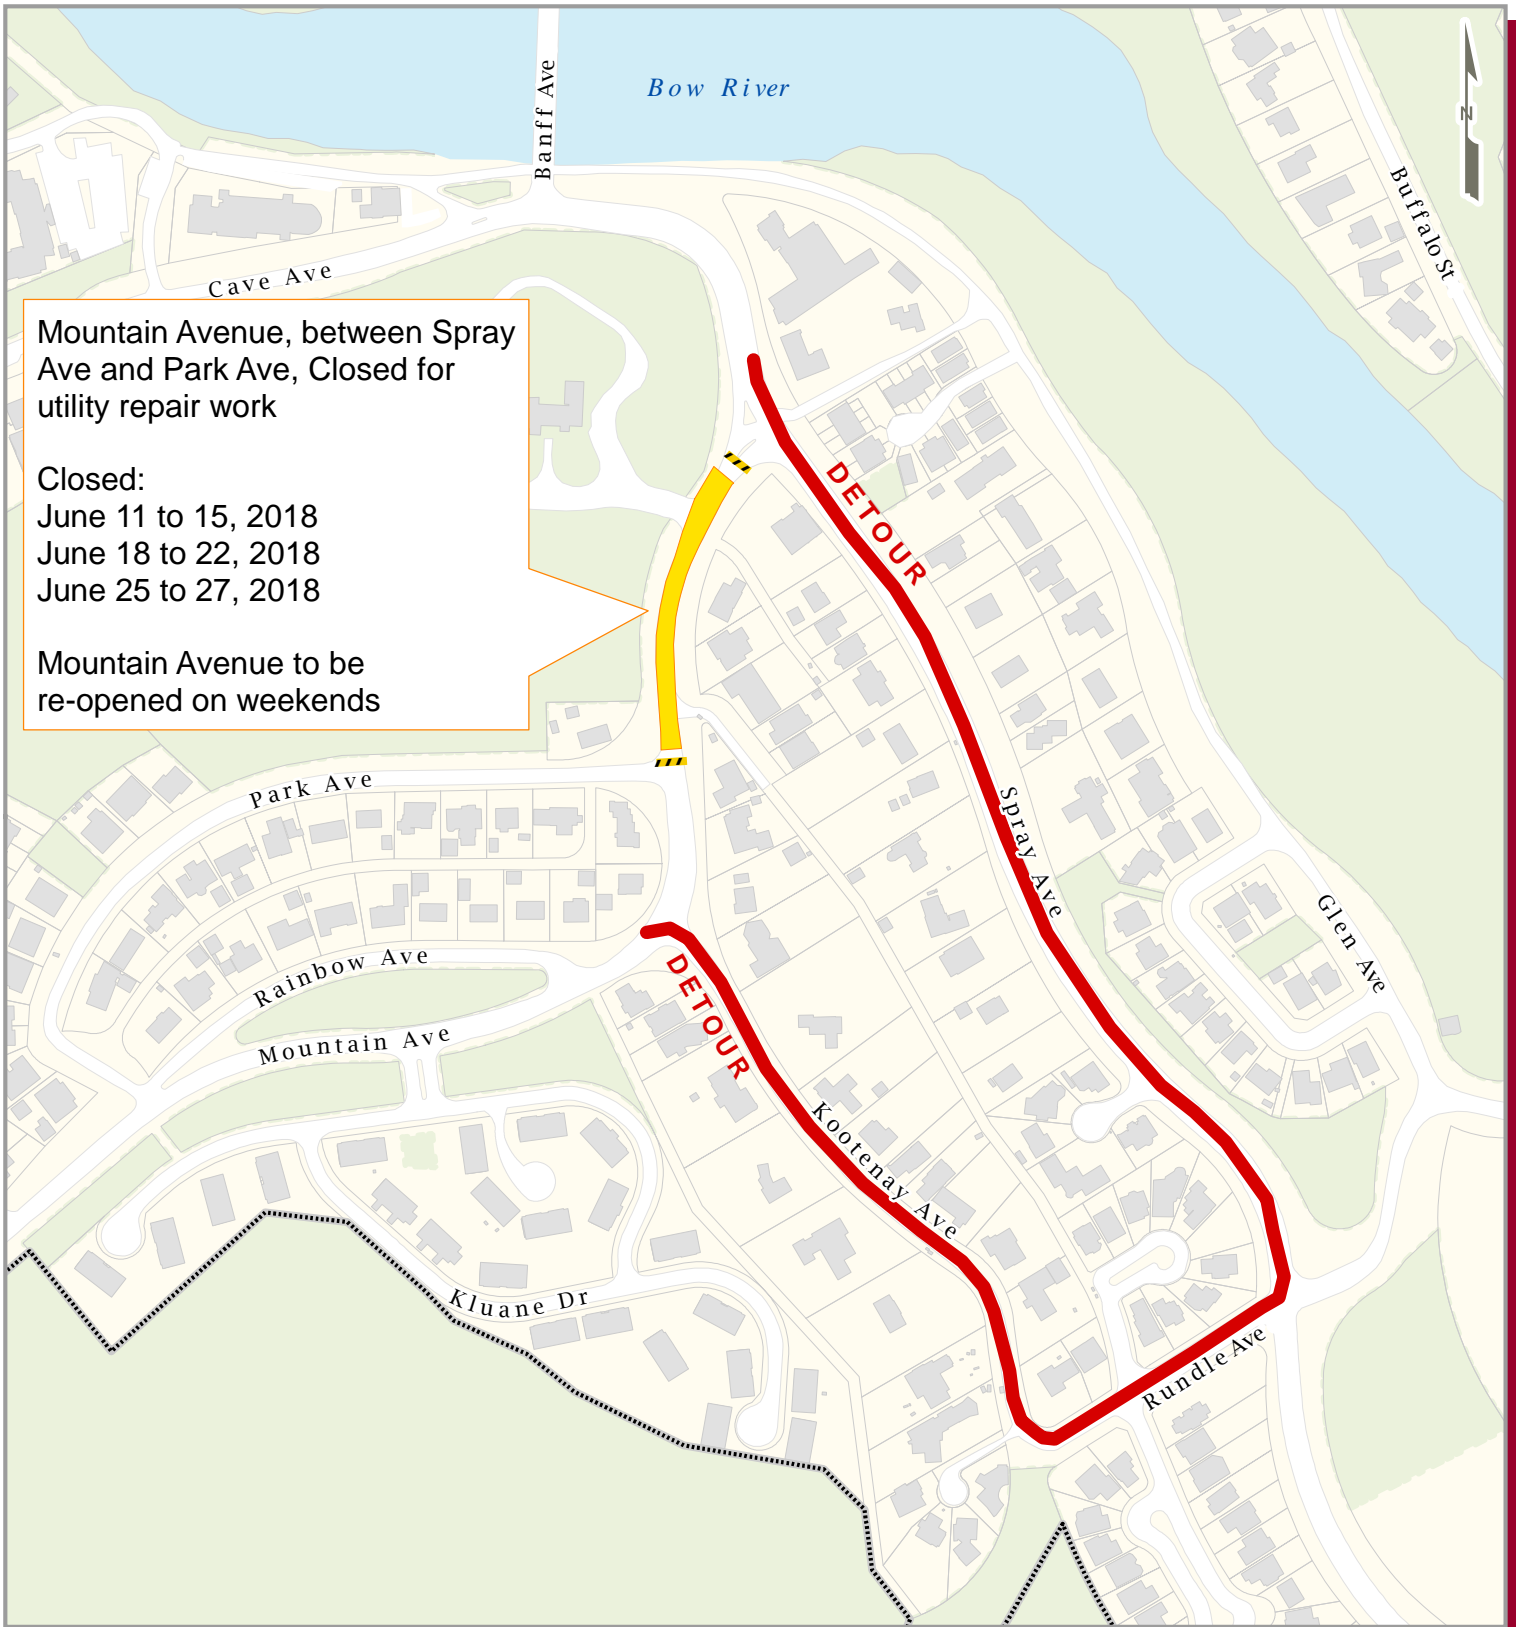 Bow River
Banff Ave
N
Buffalo St
Cave Ave
Mountain Avenue, between Spray
Ave and Park Ave, Closed for
utility repair work
Closed:
June 11 to 15, 2018
June 18 to 22, 2018
June 25 to 27, 2018
Mountain Avenue to be
re-opened on weekends
DETOUR
Park Ave
Spray Ave
Glen Ave
Rainbow Ave
DETOUR
Mountain Ave
Kootenay Ave
Kluane Dr
Rundle Ave